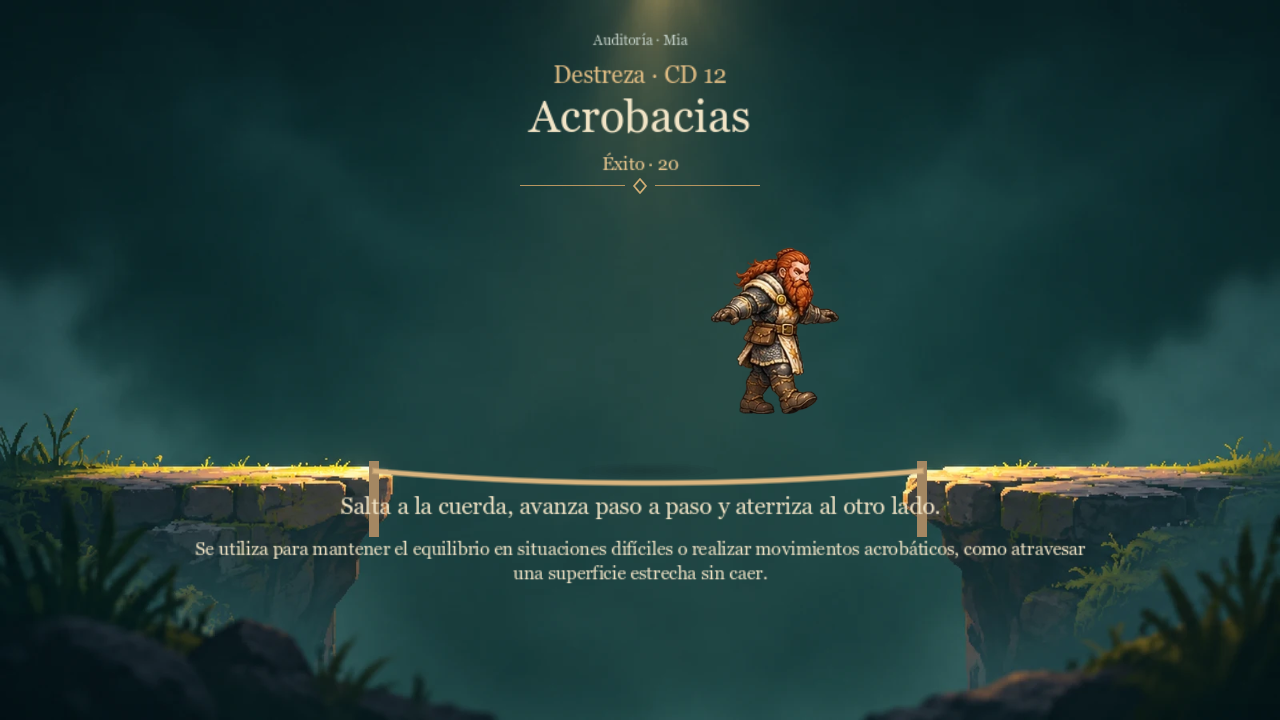 Auditoría · Mia
Destreza · CD 12
Acrobacias
Éxito · 20
Salta a la cuerda, avanza paso a paso y aterriza al otro lado.
Se utiliza para mantener el equilibrio en situaciones difíciles o realizar movimientos acrobáticos, como atravesar
una superficie estrecha sin caer.